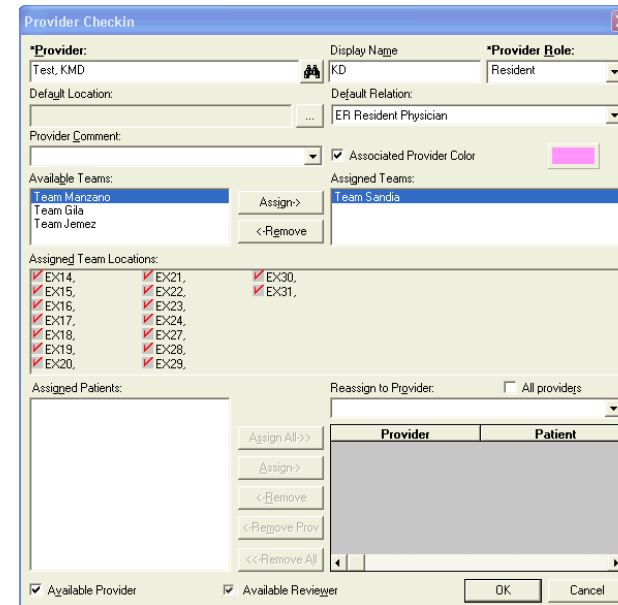 Provider Checkin
*Provider: Display Name *Provider Role:
Test, KMD KD Resident
Default Location: Default Relation:
... ER Resident Physician
Provider Comment:
Associated Provider Color
Available Teams: Assigned Teams:
Team Manzano Assign-> Team Sandia
Team Gila
Team Jemez <-Remove
Assigned Team Locations:
EX14, EX21, EX30,
EX15, EX22, EX31,
EX16, EX23,
EX17, EX24,
EX18, EX27,
EX19, EX28,
EX20, EX29,
Assigned Patients: Reassign to Provider: All providers
Assign All->> Provider Patient
Assign->
<-Remove
<-Remove Prov
<<-Remove All
Available Provider Available Reviewer OK Cancel